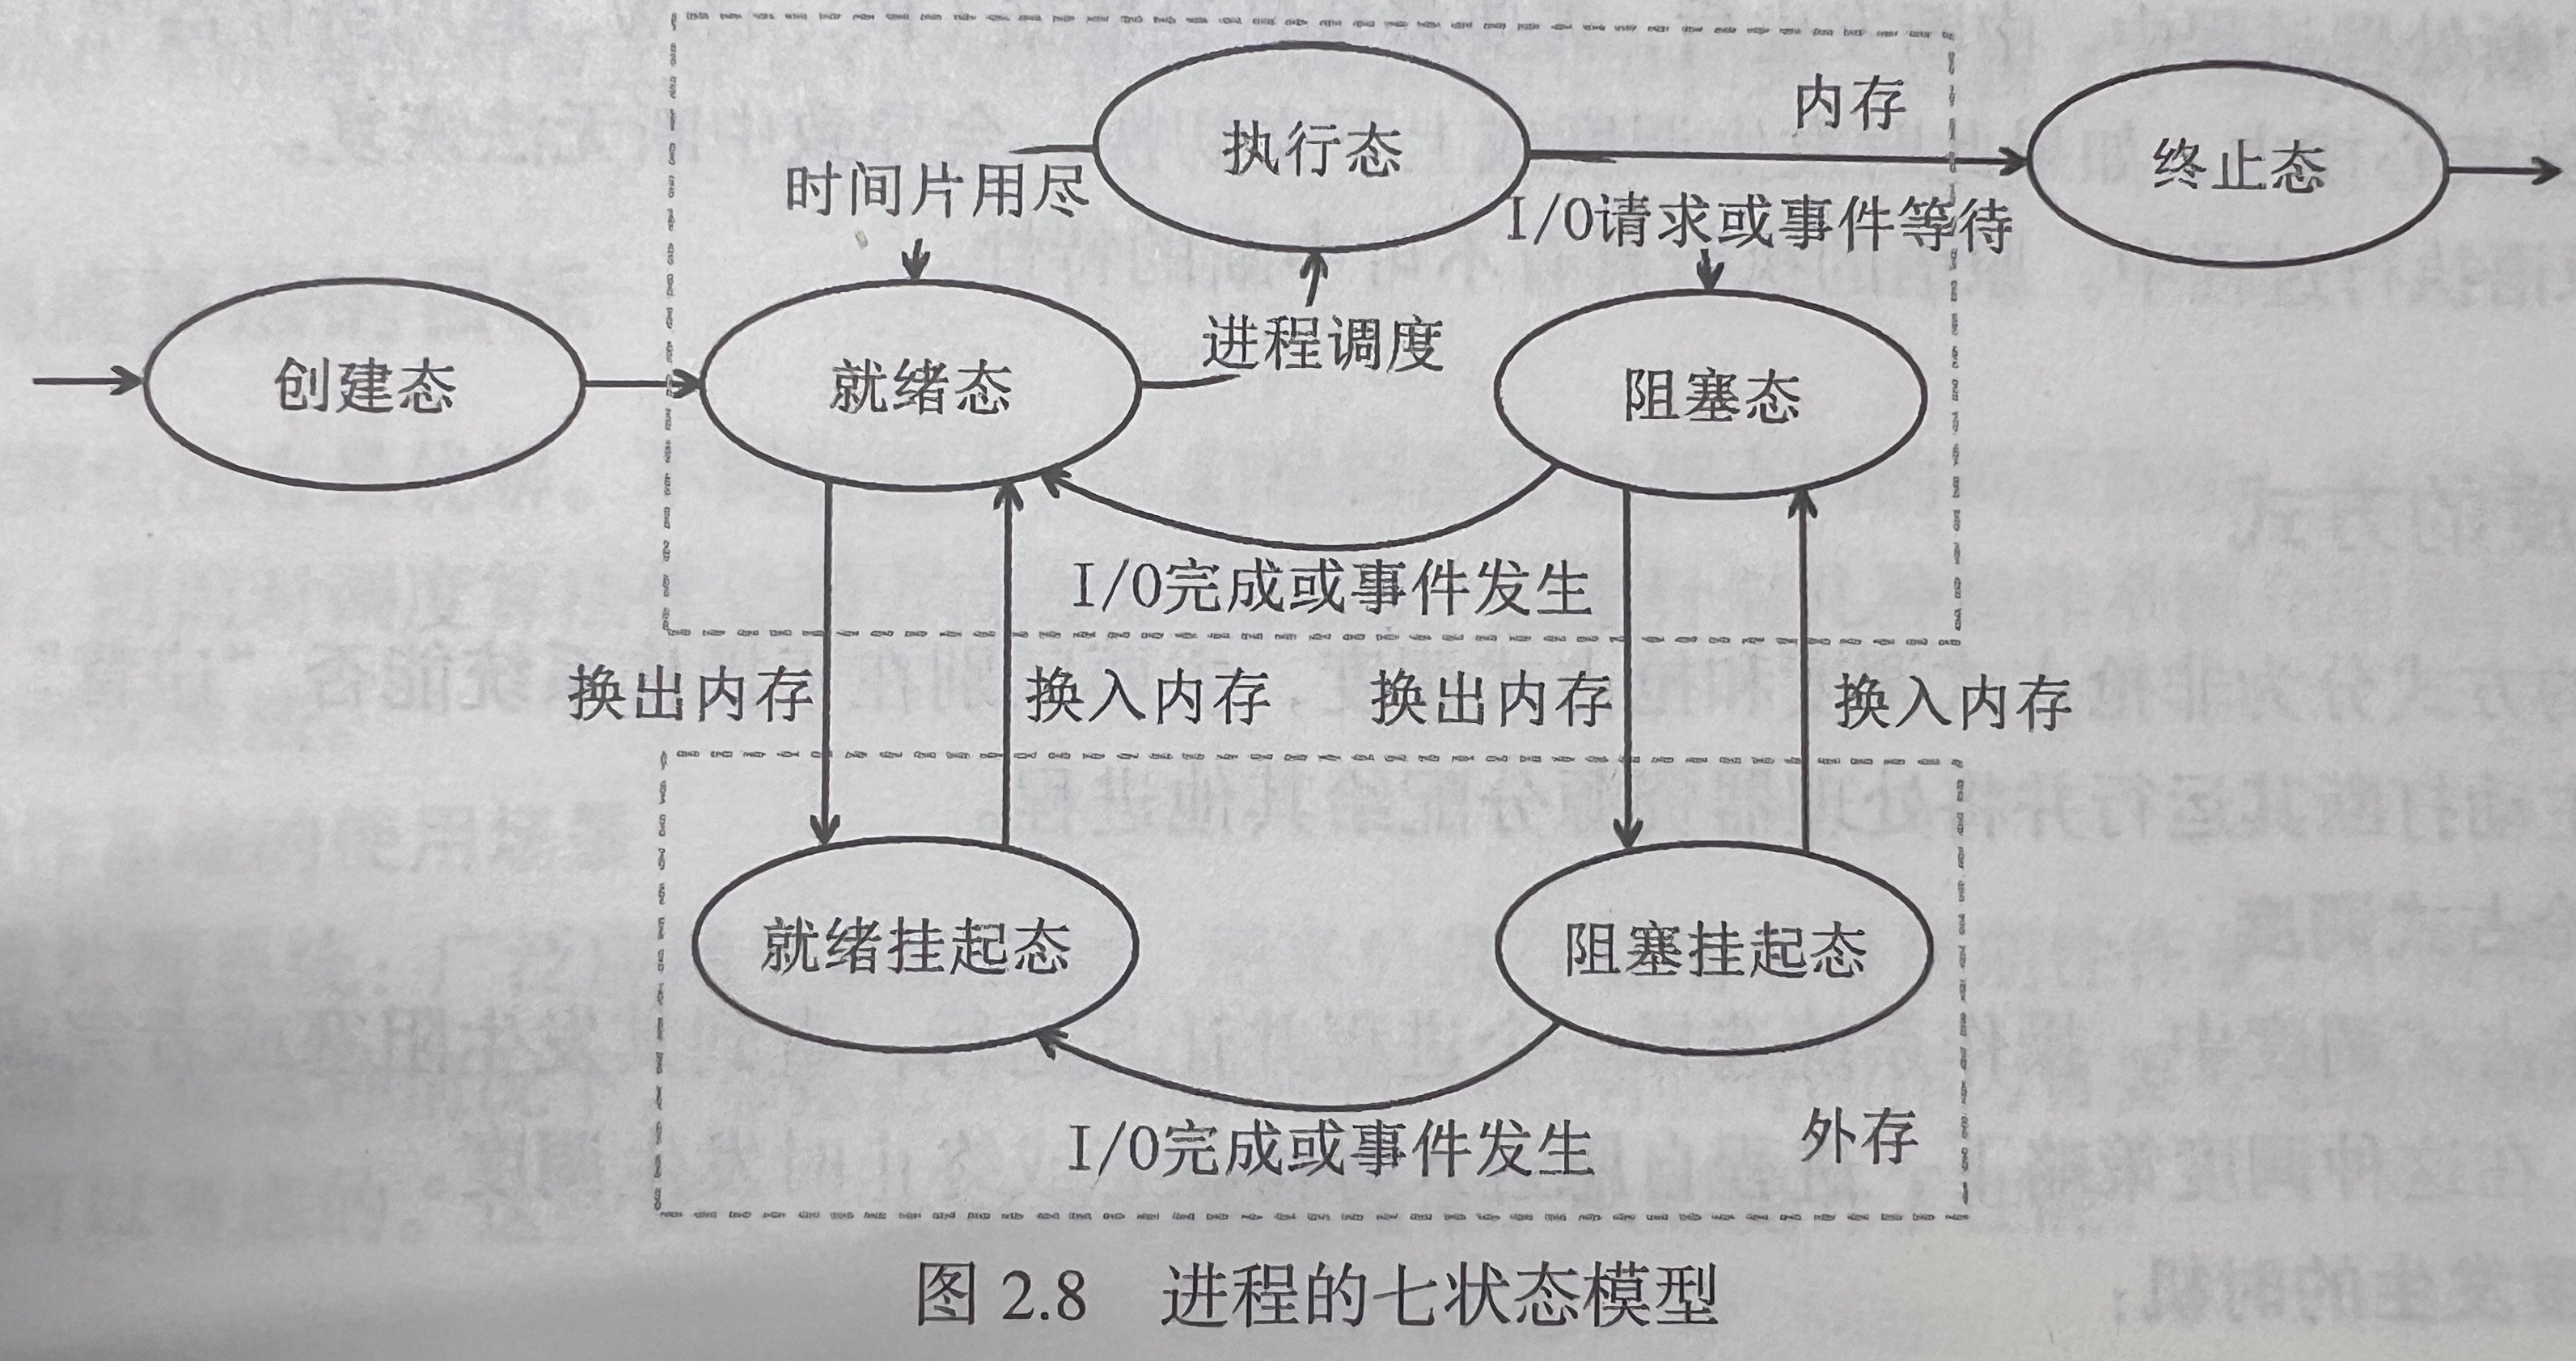 内存
执行态
终止态
时间片用尽
I/O请求或事件等待
进程调度
创建态
就绪态
阻塞态
I/O完成或事件发生
换出内存
换入内存
换出内存
换入内存
就绪挂起态
阻塞挂起态
外存
I/O完成或事件发生
图 2.8 进程的七状态模型